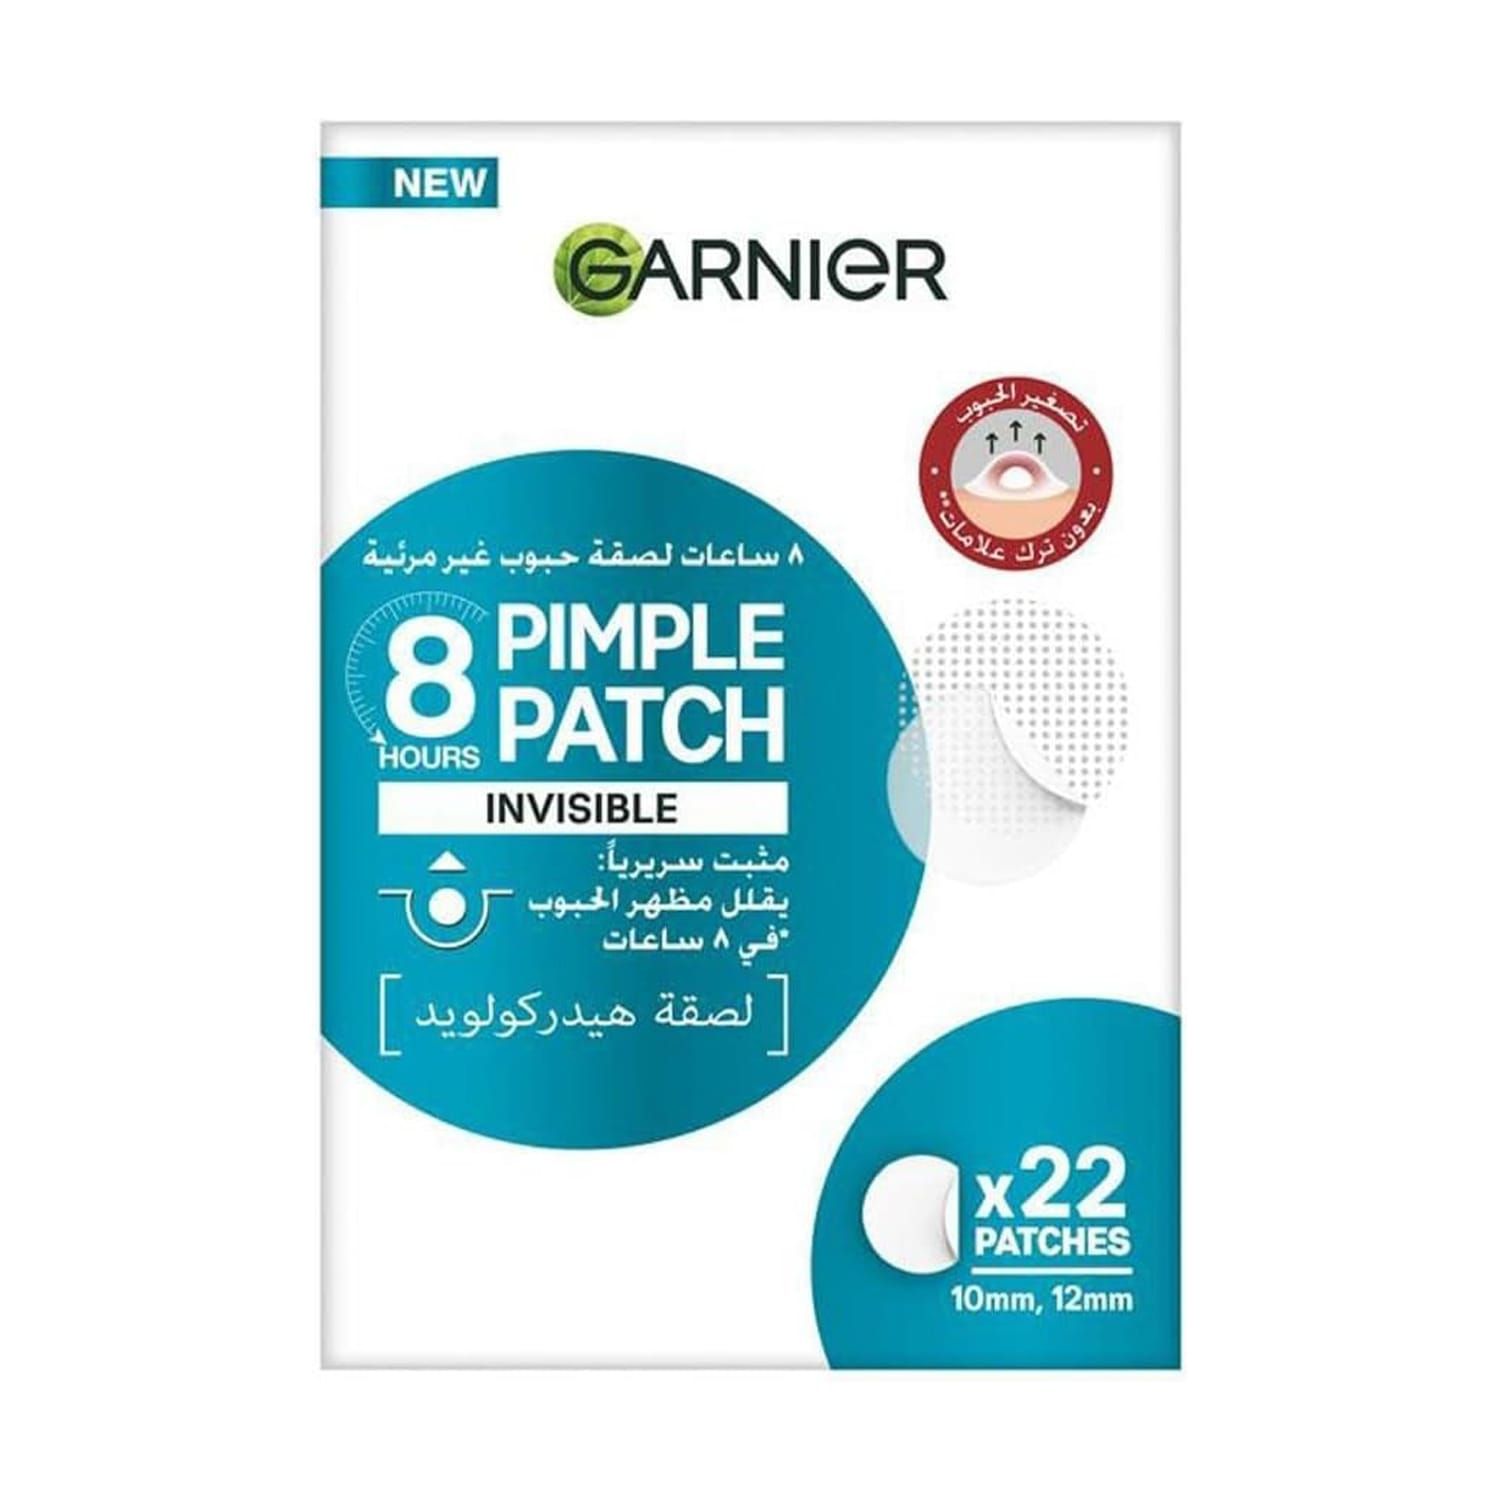 NEW
GARNIER
تصغير الحبوب
بدون ترك علامات**
٨ ساعات لصقة حبوب غير مرئية
8 HOURS
PIMPLE
PATCH
INVISIBLE
مثبت سريرياً:
يقلل مظهر الحبوب
في ٨ ساعات*
[لصقة هيدركولويد]
x22
PATCHES
10mm, 12mm